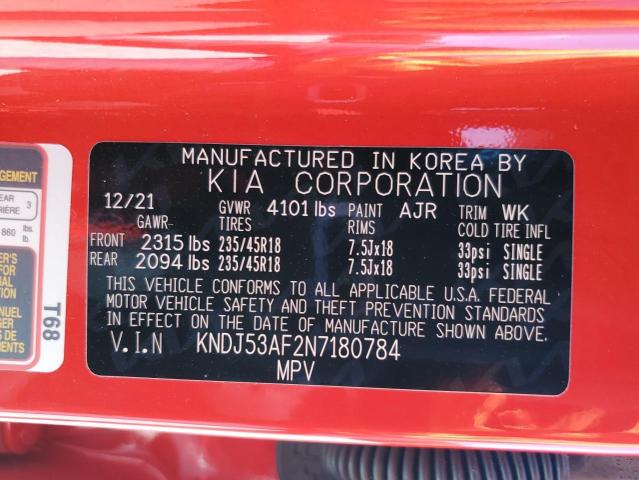 MANUFACTURED IN KOREA BY
KIA CORPORATION
12/21 GVWR 4101 lbs PAINT AJR TRIM WK
GAWR- TIRES RIMS COLD TIRE INFL
FRONT 2315 lbs 235/45R18 7.5Jx18 33psi SINGLE
REAR 2094 lbs 235/45R18 7.5Jx18 33psi SINGLE
THIS VEHICLE CONFORMS TO ALL APPLICABLE U.S.A. FEDERAL
MOTOR VEHICLE SAFETY AND THEFT PREVENTION STANDARDS
IN EFFECT ON THE DATE OF MANUFACTURE SHOWN ABOVE.
V.I.N KNDJ53AF2N7180784
MPV
3
860 lb.
T68